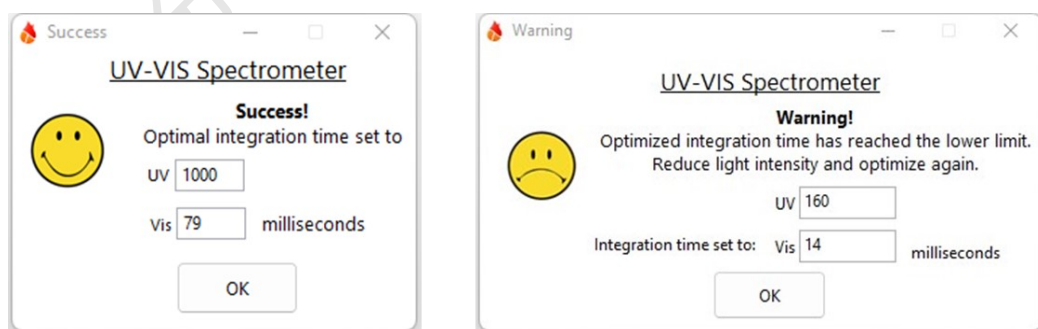 Success
UV-VIS Spectrometer
Success!
Optimal integration time set to
UV 1000
Vis 79 milliseconds
OK
Warning
UV-VIS Spectrometer
Warning!
Optimized integration time has reached the lower limit.
Reduce light intensity and optimize again.
UV 160
Integration time set to: Vis 14 milliseconds
OK